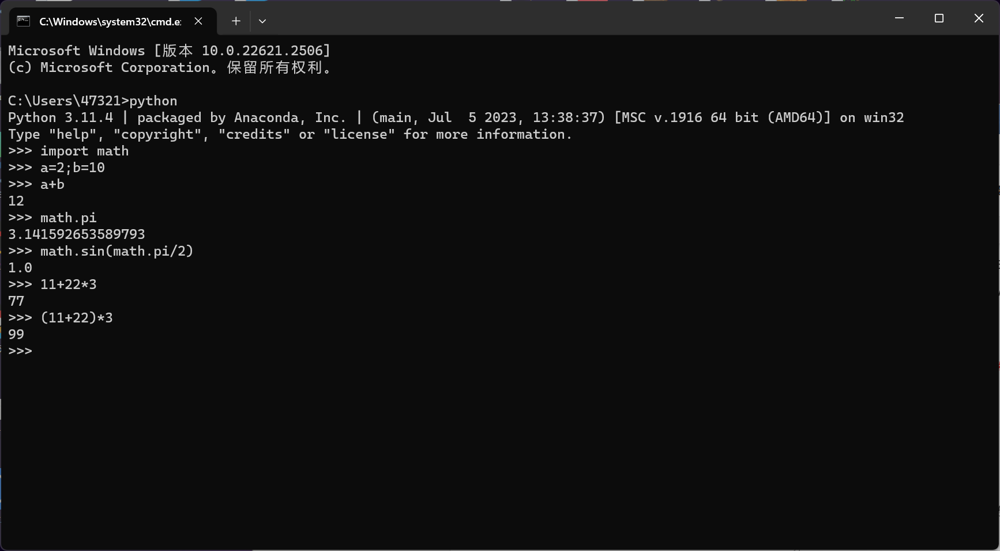 C:\Windows\system32\cmd.e
Microsoft Windows [版本 10.0.22621.2506]
(c) Microsoft Corporation。保留所有权利。
C:\Users\47321>python
Python 3.11.4 | packaged by Anaconda, Inc. | (main, Jul  5 2023, 13:38:37) [MSC v.1916 64 bit (AMD64)] on win32
Type "help", "copyright", "credits" or "license" for more information.
>>> import math
>>> a=2;b=10
>>> a+b
12
>>> math.pi
3.141592653589793
>>> math.sin(math.pi/2)
1.0
>>> 11+22*3
77
>>> (11+22)*3
99
>>>